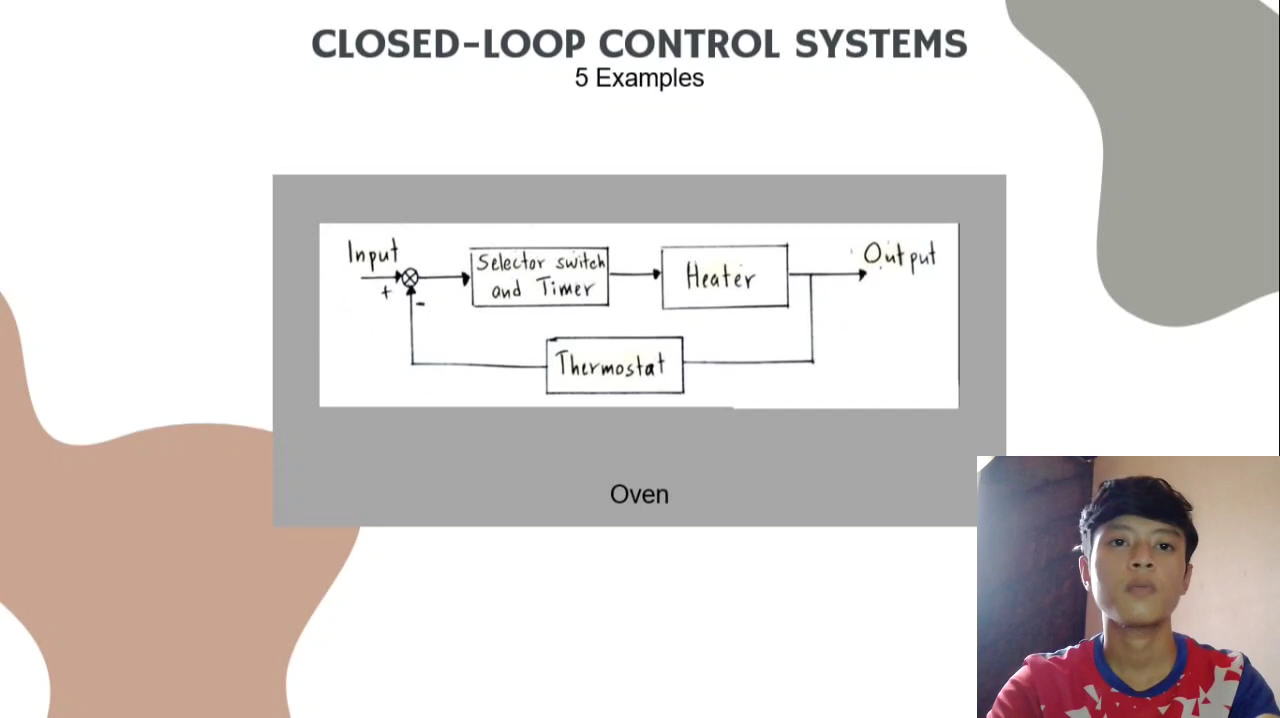 CLOSED-LOOP CONTROL SYSTEMS
5 Examples
Input
+
-
Selector switch
and Timer
Heater
Output
Thermostat
Oven